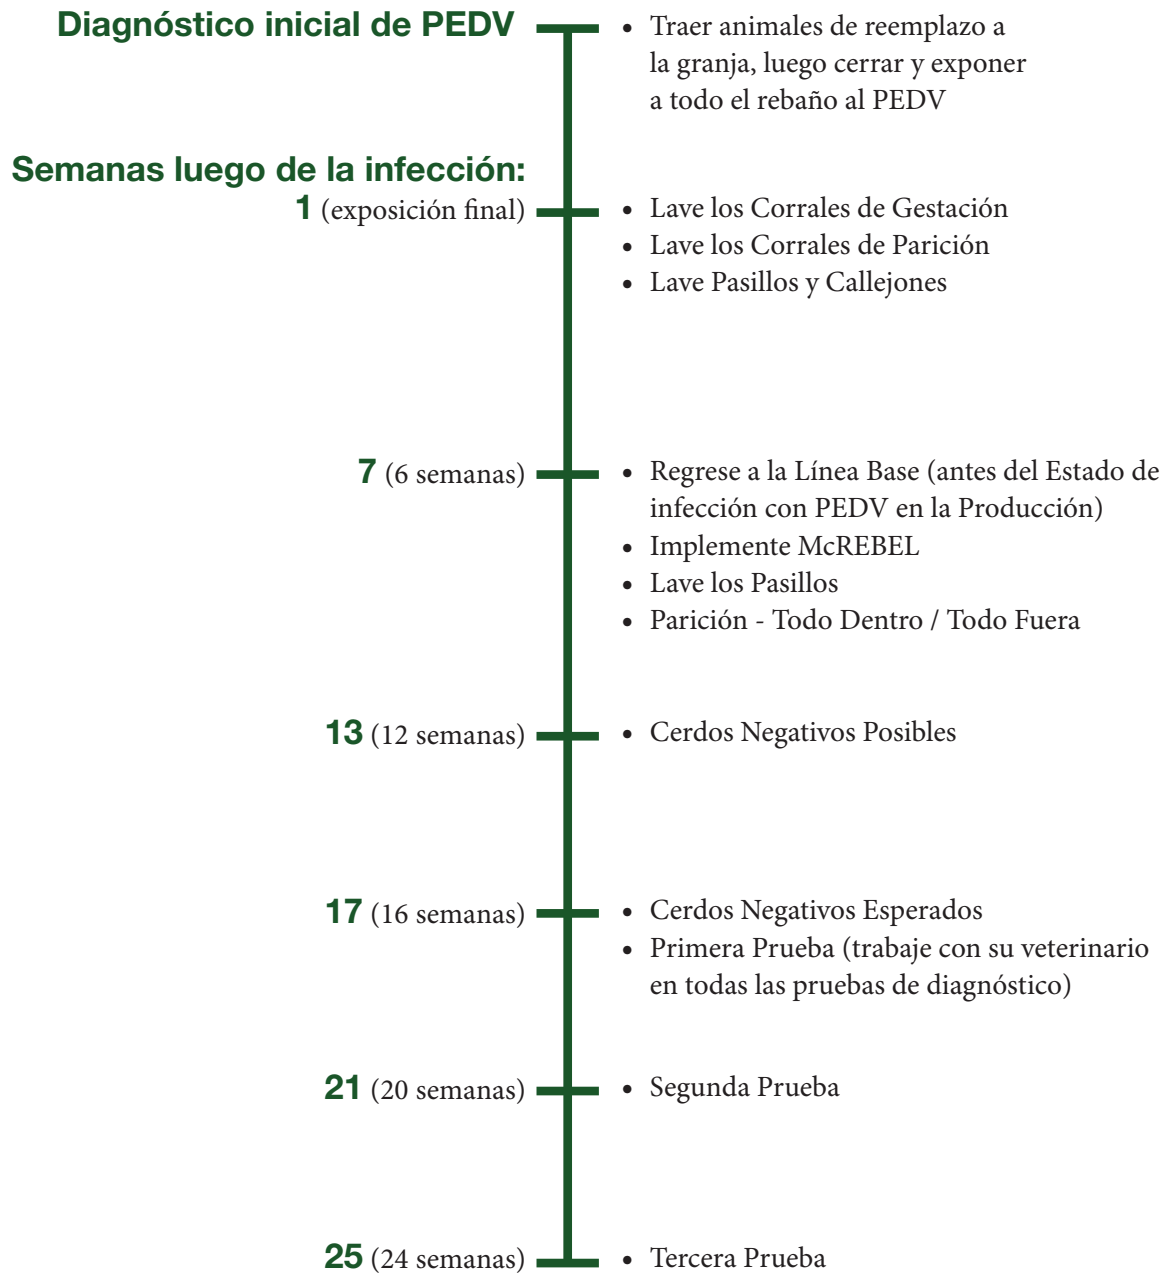 Diagnóstico inicial de PEDV
• Traer animales de reemplazo a
la granja, luego cerrar y exponer
a todo el rebaño al PEDV
Semanas luego de la infección:
1 (exposición final)
• Lave los Corrales de Gestación
• Lave los Corrales de Parición
• Lave Pasillos y Callejones
7 (6 semanas)
• Regrese a la Línea Base (antes del Estado de
infección con PEDV en la Producción)
• Implemente McREBEL
• Lave los Pasillos
• Parición - Todo Dentro / Todo Fuera
13 (12 semanas)
• Cerdos Negativos Posibles
17 (16 semanas)
• Cerdos Negativos Esperados
• Primera Prueba (trabaje con su veterinario
en todas las pruebas de diagnóstico)
21 (20 semanas)
• Segunda Prueba
25 (24 semanas)
• Tercera Prueba